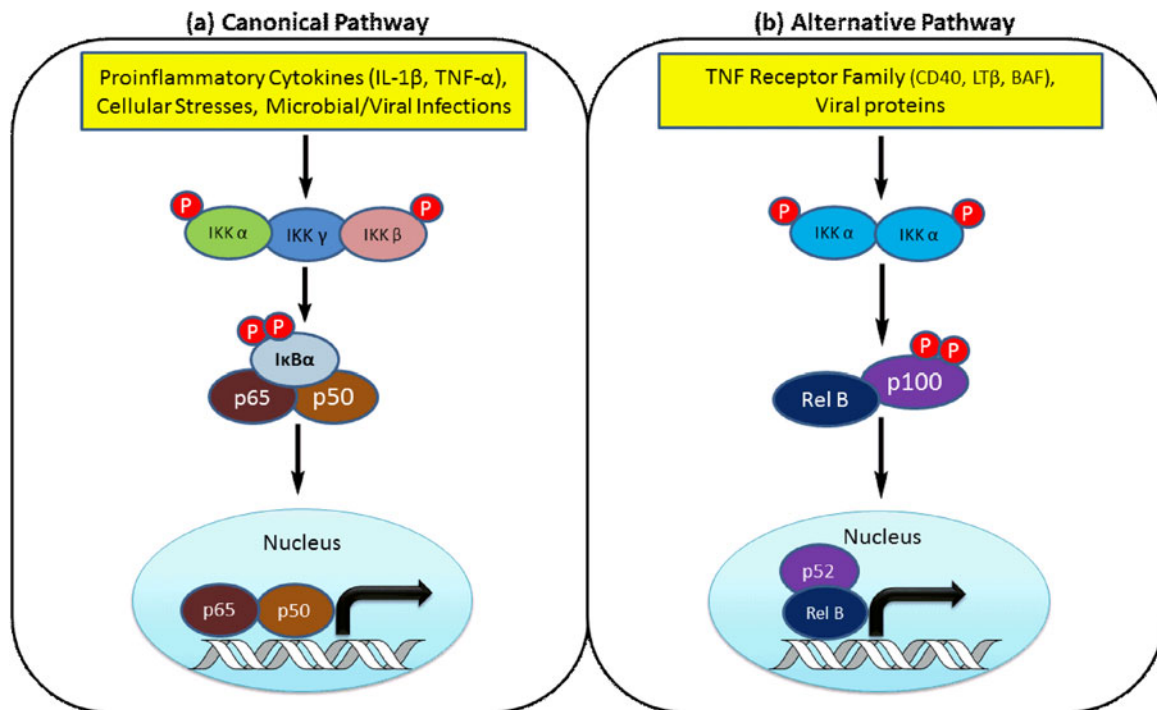 (a) Canonical Pathway
Proinflammatory Cytokines (IL-1β, TNF-α),
Cellular Stresses, Microbial/Viral Infections
P
P
IKK α
IKK γ
IKK β
P
P
IκBα
p65
p50
Nucleus
p65
p50
(b) Alternative Pathway
TNF Receptor Family (CD40, LTβ, BAF),
Viral proteins
P
P
IKK α
IKK α
P
P
p100
Rel B
Nucleus
p52
Rel B